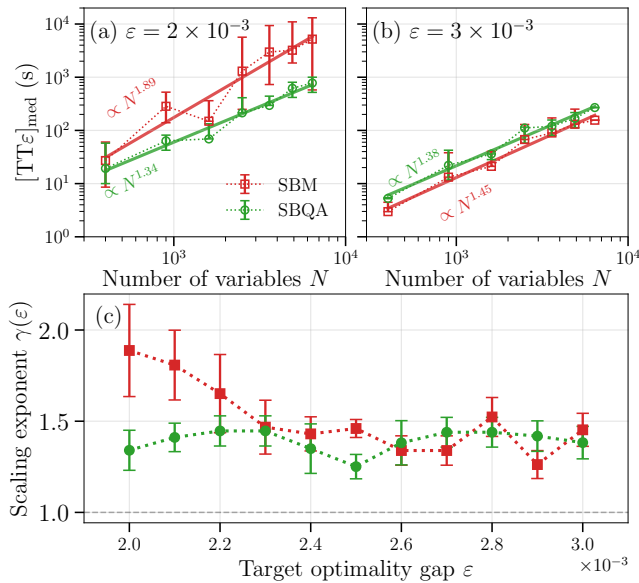 (a) ε = 2 × 10⁻³
(b) ε = 3 × 10⁻³
[TTε]med (s)
10⁴
10³
10²
10¹
10⁰
∝ N^1.89
∝ N^1.34
SBM
SBQA
∝ N^1.38
∝ N^1.45
10³
10⁴
10³
10⁴
Number of variables N
Number of variables N
(c)
Scaling exponent γ(ε)
2.0
1.5
1.0
2.0
2.2
2.4
2.6
2.8
3.0
×10⁻³
Target optimality gap ε